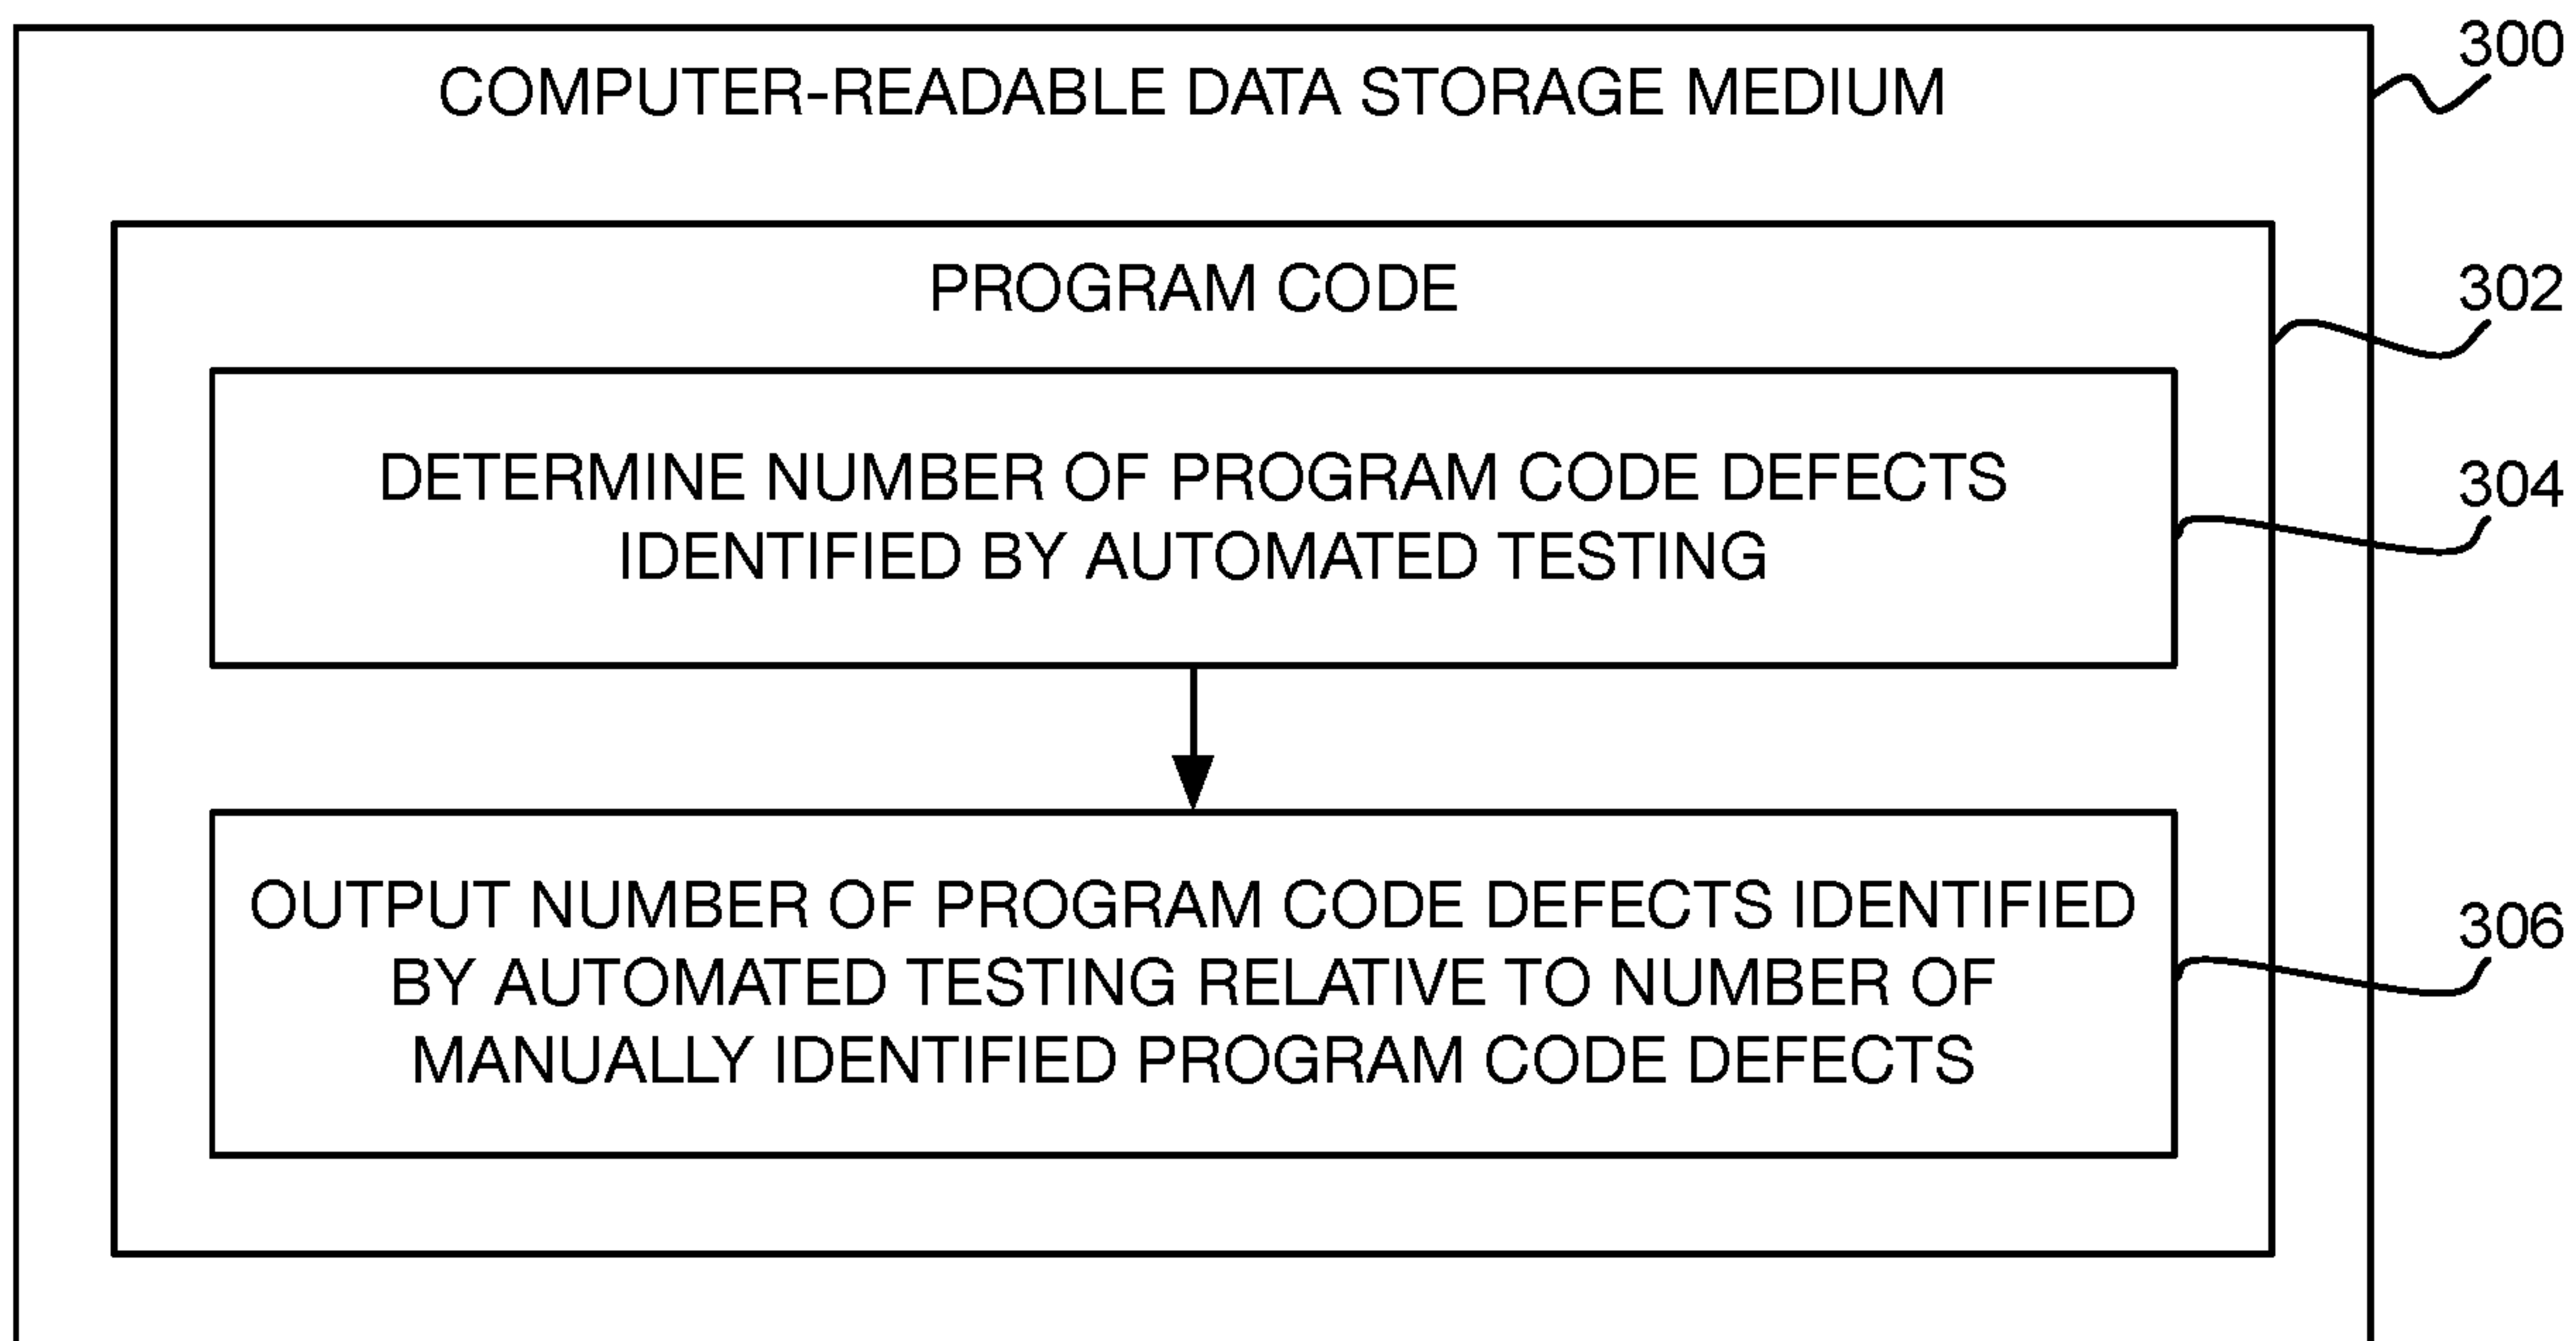 COMPUTER-READABLE DATA STORAGE MEDIUM
300
PROGRAM CODE
302
DETERMINE NUMBER OF PROGRAM CODE DEFECTS
IDENTIFIED BY AUTOMATED TESTING
304
OUTPUT NUMBER OF PROGRAM CODE DEFECTS IDENTIFIED
BY AUTOMATED TESTING RELATIVE TO NUMBER OF
MANUALLY IDENTIFIED PROGRAM CODE DEFECTS
306